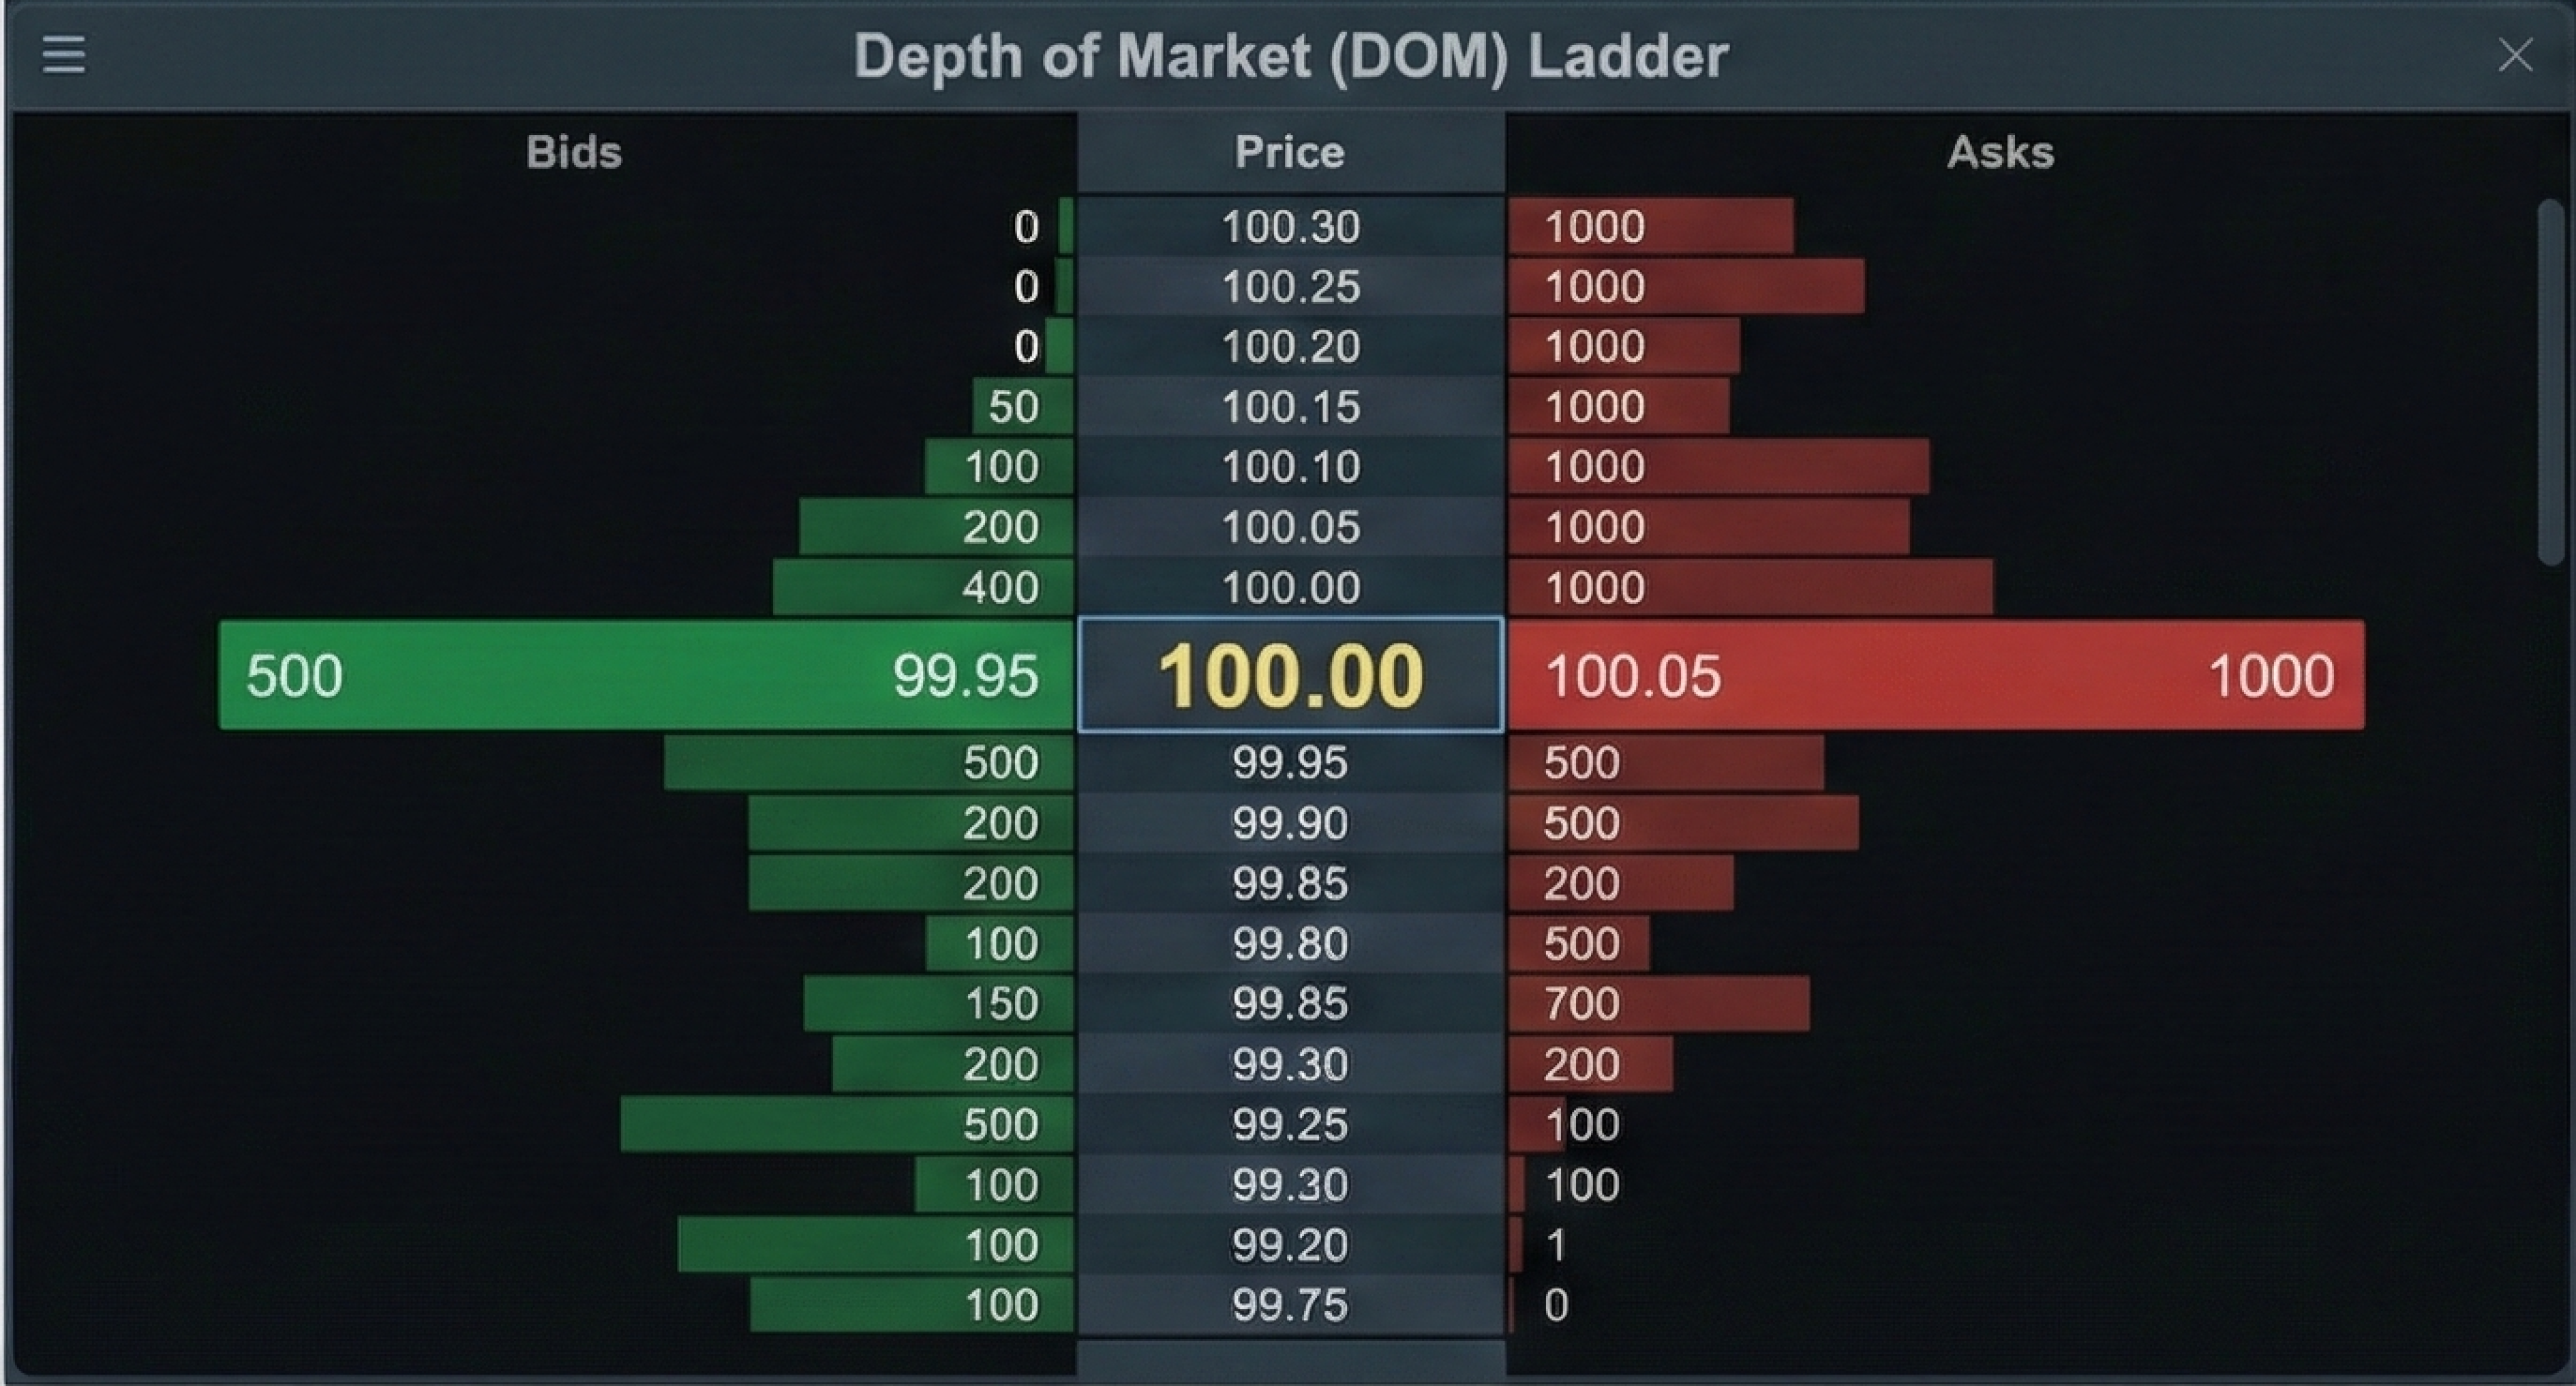 Depth of Market (DOM) Ladder
Bids Price Asks
0 100.30 1000
0 100.25 1000
0 100.20 1000
50 100.15 1000
100 100.10 1000
200 100.05 1000
400 100.00 1000
500 99.95 100.00 100.05 1000
500 99.95 500
200 99.90 500
200 99.85 200
100 99.80 500
150 99.85 700
200 99.30 200
500 99.25 100
100 99.30 100
100 99.20 1
100 99.75 0